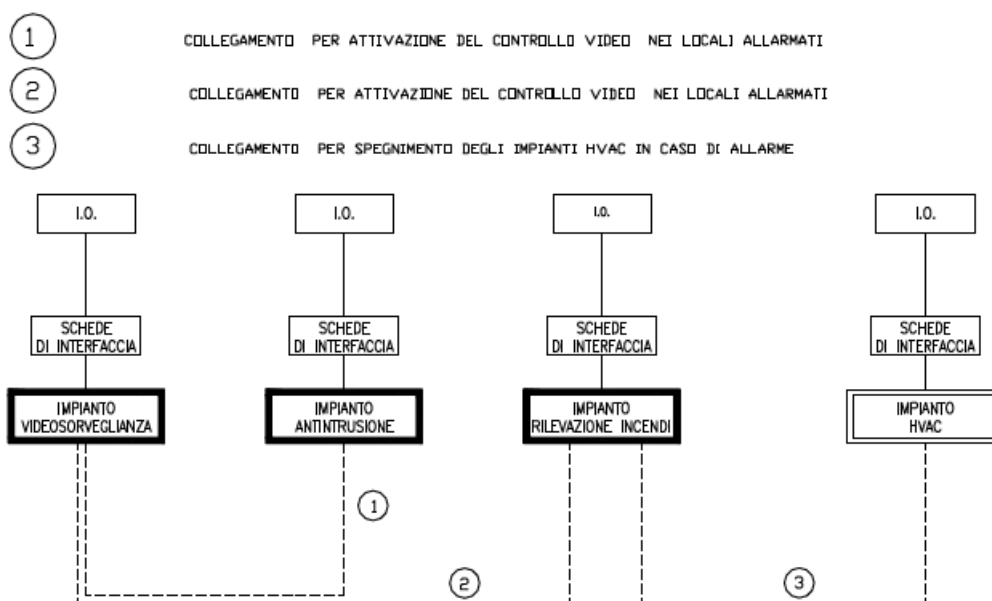 1 COLLEGAMENTO PER ATTIVAZIONE DEL CONTROLLO VIDEO NEI LOCALI ALLARMATI
2 COLLEGAMENTO PER ATTIVAZIONE DEL CONTROLLO VIDEO NEI LOCALI ALLARMATI
3 COLLEGAMENTO PER SPEGNIMENTO DEGLI IMPIANTI HVAC IN CASO DI ALLARME
I.O.
I.O.
I.O.
I.O.
SCHEDE
DI INTERFACCIA
SCHEDE
DI INTERFACCIA
SCHEDE
DI INTERFACCIA
SCHEDE
DI INTERFACCIA
IMPIANTO
VIDEOSORVEGLIANZA
IMPIANTO
ANTINTRUSIONE
IMPIANTO
RILEVAZIONE INCENDI
IMPIANTO
HVAC
1
2
3